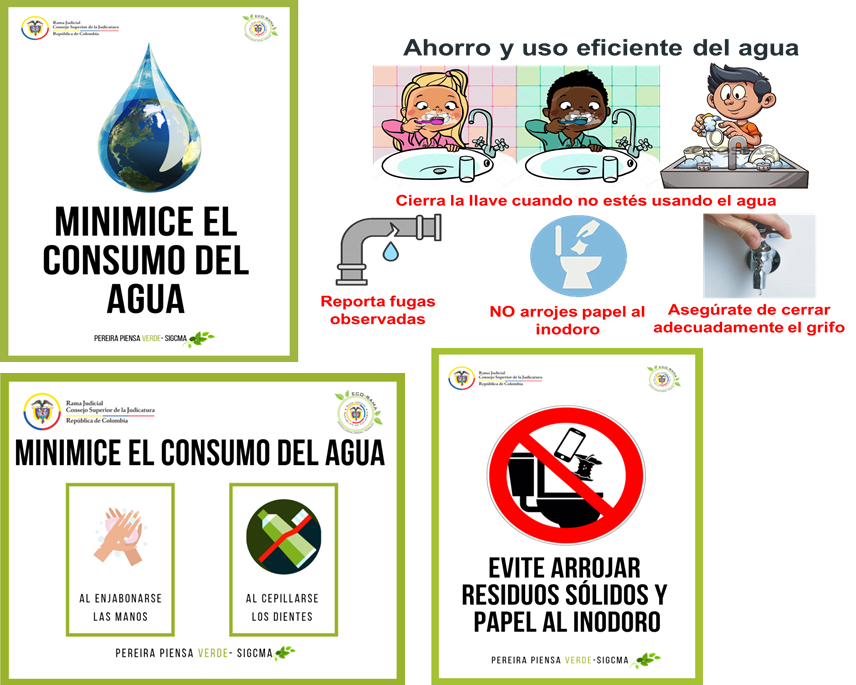 Rama Judicial
Consejo Superior de la Judicatura
República de Colombia
ECO-RAMA
MINIMICE EL
CONSUMO DEL
AGUA
PEREIRA PIENSA VERDE- SIGCMA
Ahorro y uso eficiente del agua
Cierra la llave cuando no estés usando el agua
Reporta fugas
observadas
NO arrojes papel al
inodoro
Asegúrate de cerrar
adecuadamente el grifo
Rama Judicial
Consejo Superior de la Judicatura
República de Colombia
ECO-RAMA
MINIMICE EL CONSUMO DEL AGUA
AL ENJABONARSE
LAS MANOS
AL CEPILLARSE
LOS DIENTES
PEREIRA PIENSA VERDE- SIGCMA
Rama Judicial
Consejo Superior de la Judicatura
República de Colombia
ECO-RAMA
EVITE ARROJAR
RESIDUOS SÓLIDOS Y
PAPEL AL INODORO
PEREIRA PIENSA VERDE-SIGCMA